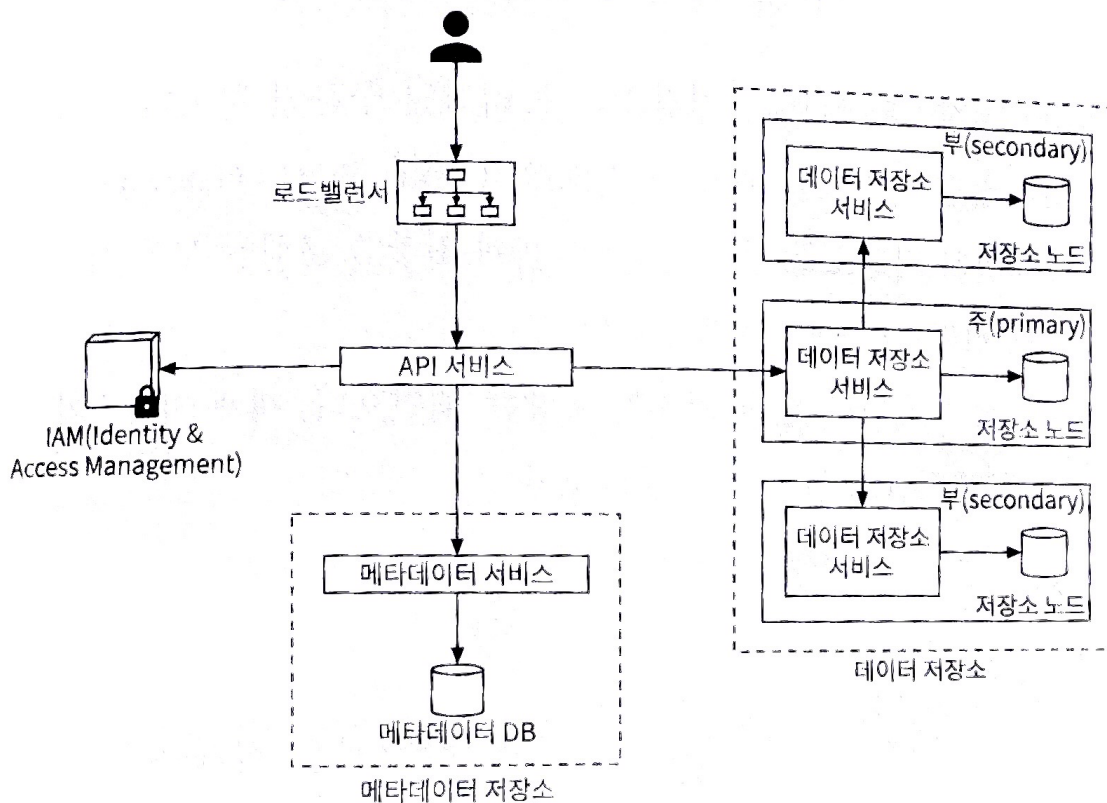 로드밸런서
API 서비스
IAM(Identity &
Access Management)
메타데이터 서비스
메타데이터 DB
메타데이터 저장소
부(secondary)
데이터 저장소
서비스
저장소 노드
주(primary)
데이터 저장소
서비스
저장소 노드
부(secondary)
데이터 저장소
서비스
저장소 노드
데이터 저장소